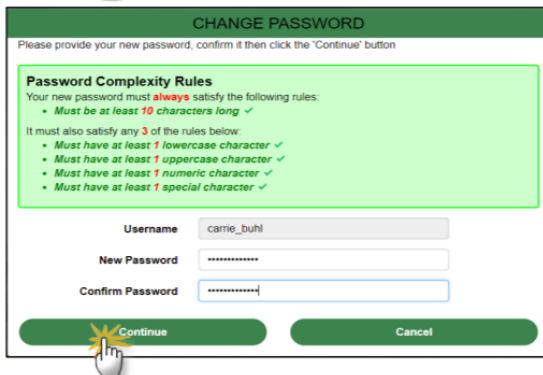 CHANGE PASSWORD
Please provide your new password, confirm it then click the 'Continue' button
Password Complexity Rules
Your new password must always satisfy the following rules:
• Must be at least 10 characters long ✓
It must also satisfy any 3 of the rules below:
• Must have at least 1 lowercase character ✓
• Must have at least 1 uppercase character ✓
• Must have at least 1 numeric character ✓
• Must have at least 1 special character ✓
Username carrie_buhl
New Password •••••••••••••
Confirm Password •••••••••••••
Continue Cancel